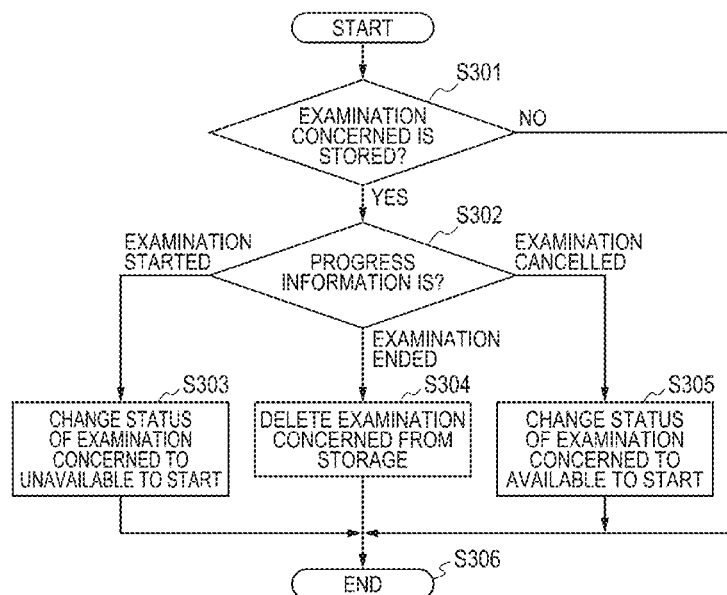 START
S301
EXAMINATION
CONCERNED IS
STORED?
NO
YES
S302
EXAMINATION
STARTED
PROGRESS
INFORMATION IS?
EXAMINATION
CANCELLED
EXAMINATION
ENDED
S303
CHANGE STATUS
OF EXAMINATION
CONCERNED TO
UNAVAILABLE TO START
S304
DELETE EXAMINATION
CONCERNED FROM
STORAGE
S305
CHANGE STATUS
OF EXAMINATION
CONCERNED TO
AVAILABLE TO START
S306
END